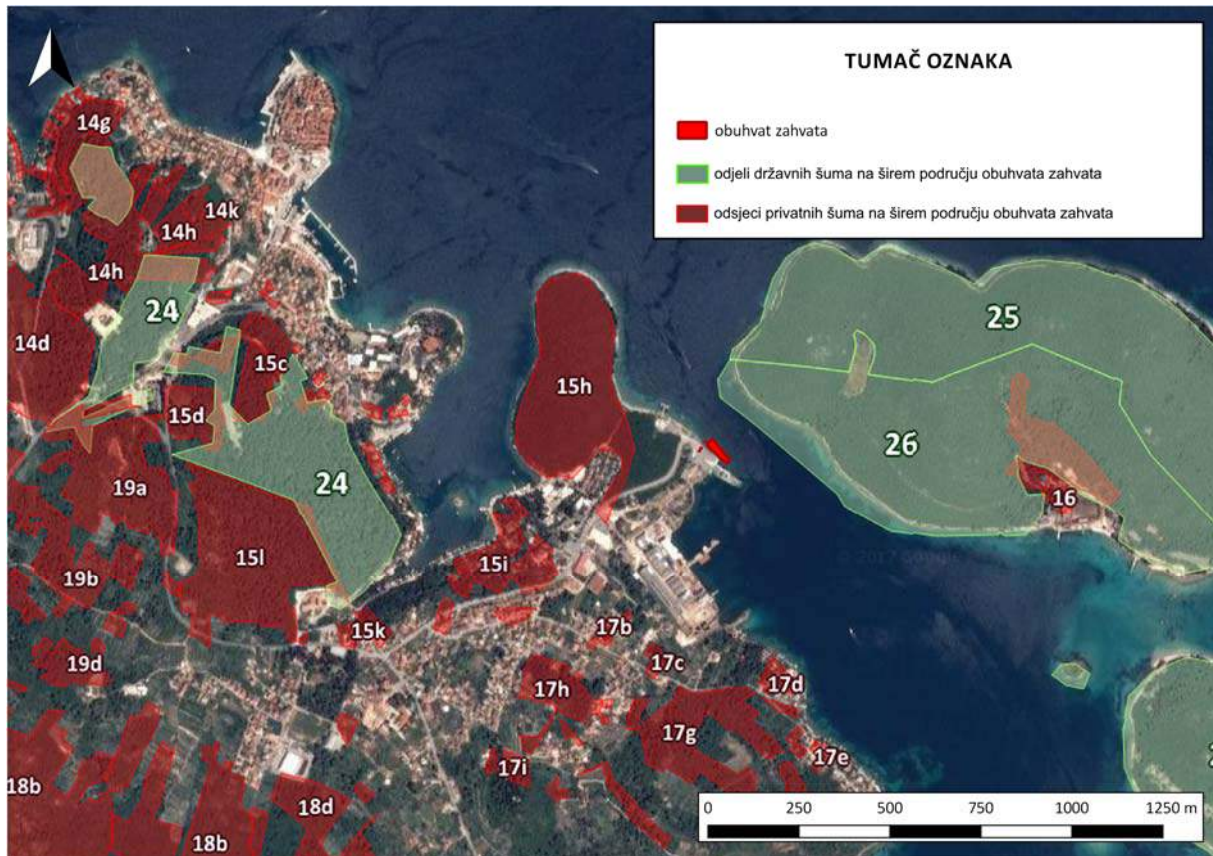 TUMAČ OZNAKA
obuhvat zahvata
odjeli državnih šuma na širem području obuhvata zahvata
odsjeci privatnih šuma na širem području obuhvata zahvata
14g
14k
14h
14h
24
14d
15c
15d
15h
25
26
24
16
19a
15l
15i
19b
15k
17b
17c
19d
17h
17d
17g
17e
17i
18b
18d
18b
© 2017 Google
0 250 500 750 1000 1250 m